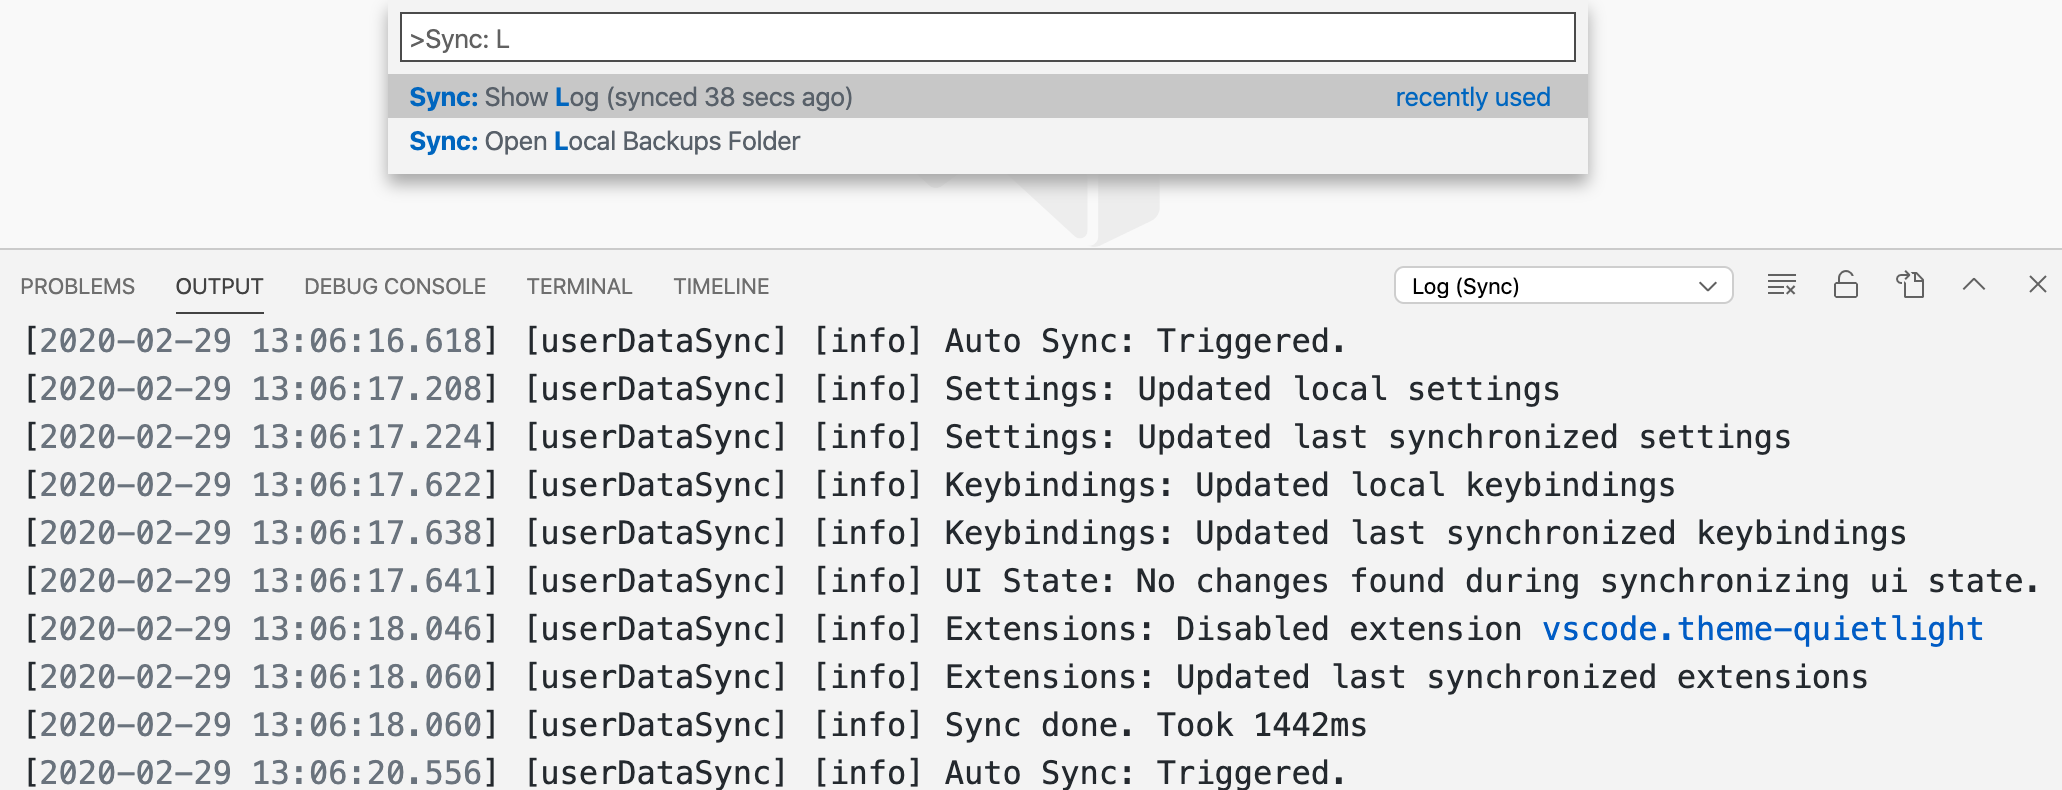 >Sync: L
Sync: Show Log (synced 38 secs ago) recently used
Sync: Open Local Backups Folder
PROBLEMS OUTPUT DEBUG CONSOLE TERMINAL TIMELINE Log (Sync)
[2020-02-29 13:06:16.618] [userDataSync] [info] Auto Sync: Triggered.
[2020-02-29 13:06:17.208] [userDataSync] [info] Settings: Updated local settings
[2020-02-29 13:06:17.224] [userDataSync] [info] Settings: Updated last synchronized settings
[2020-02-29 13:06:17.622] [userDataSync] [info] Keybindings: Updated local keybindings
[2020-02-29 13:06:17.638] [userDataSync] [info] Keybindings: Updated last synchronized keybindings
[2020-02-29 13:06:17.641] [userDataSync] [info] UI State: No changes found during synchronizing ui state.
[2020-02-29 13:06:18.046] [userDataSync] [info] Extensions: Disabled extension vscode.theme-quietlight
[2020-02-29 13:06:18.060] [userDataSync] [info] Extensions: Updated last synchronized extensions
[2020-02-29 13:06:18.060] [userDataSync] [info] Sync done. Took 1442ms
[2020-02-29 13:06:20.556] [userDataSync] [info] Auto Sync: Triggered.